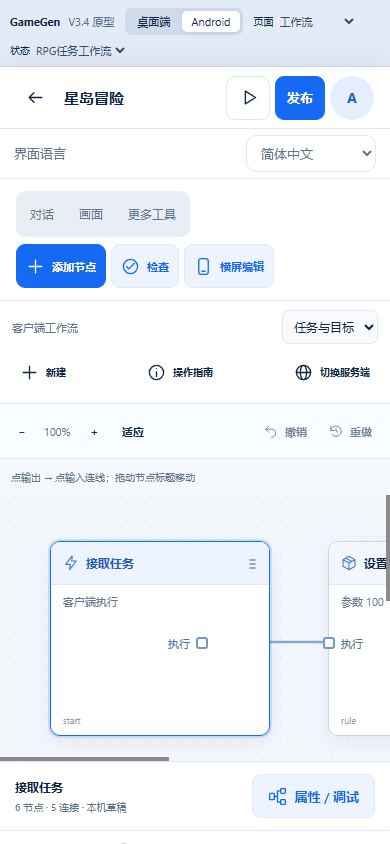 GameGen V3.4 原型 桌面端 Android 页面 工作流
状态 RPG任务工作流
星岛冒险 发布 A
界面语言 简体中文
对话 画面 更多工具
添加节点 检查 横屏编辑
客户端工作流 任务与目标
新建 操作指南 切换服务端
− 100% + 适应 撤销 重做
点输出 → 点输入连线；拖动节点标题移动
接取任务 设置
客户端执行 参数 100
执行 执行
start rule
接取任务
6 节点 · 5 连接 · 本机草稿
属性 / 调试